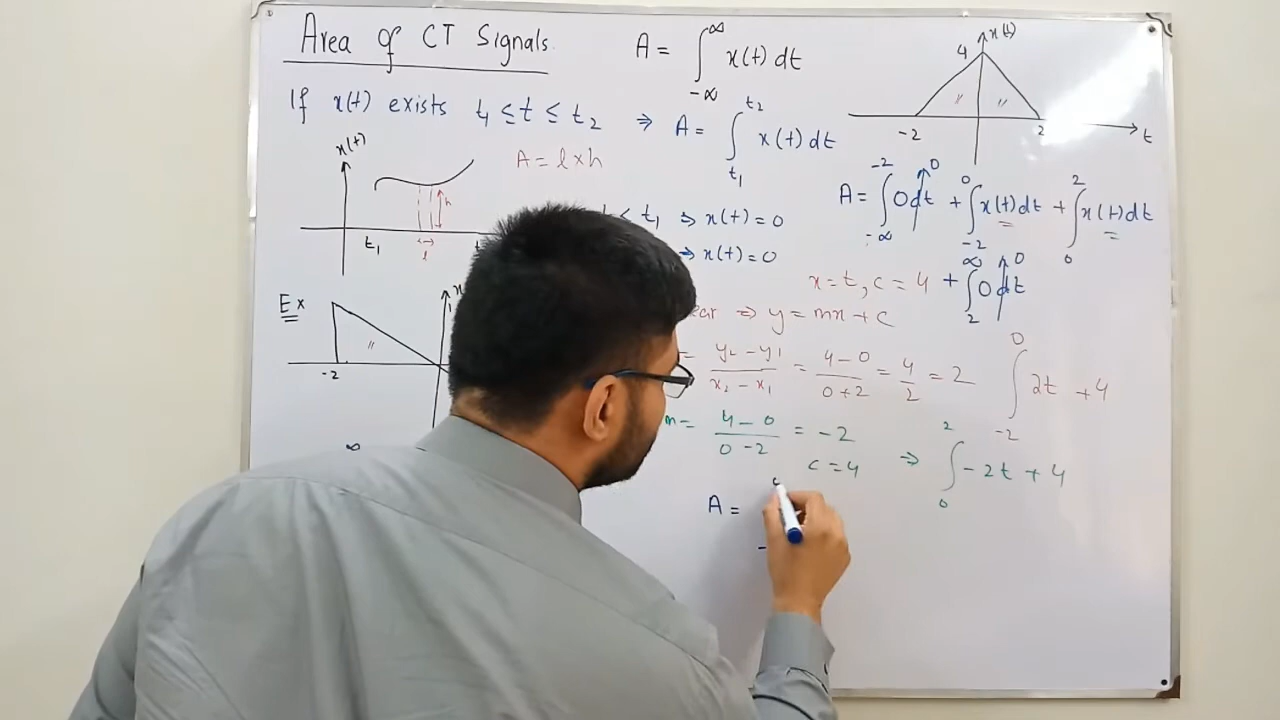 Area of CT Signals.
A = ∫_{-∞}^{∞} x(t) dt
If x(t) exists t₁ ≤ t ≤ t₂ ⇒ A = ∫_{t₁}^{t₂} x(t) dt
x(t)
A = l × h
h
l
t₁
< t₁ ⇒ x(t) = 0
⇒ x(t) = 0
Ex
-2
∞
x(t)
4
-2
2
t
A = ∫_{-∞}^{-2} 0 dt 0 + ∫_{-2}^{0} x(t) dt + ∫_{0}^{2} x(t) dt
+ ∫_{2}^{∞} 0 dt 0
x = t, c = 4
⇒ y = mx + c
= y₂ - y₁ / x₂ - x₁ = 4 - 0 / 0 + 2 = 4 / 2 = 2
∫_{-2}^{0} 2t + 4
m = 4 - 0 / 0 - 2 = -2
c = 4
⇒ ∫_{0}^{2} -2t + 4
A =